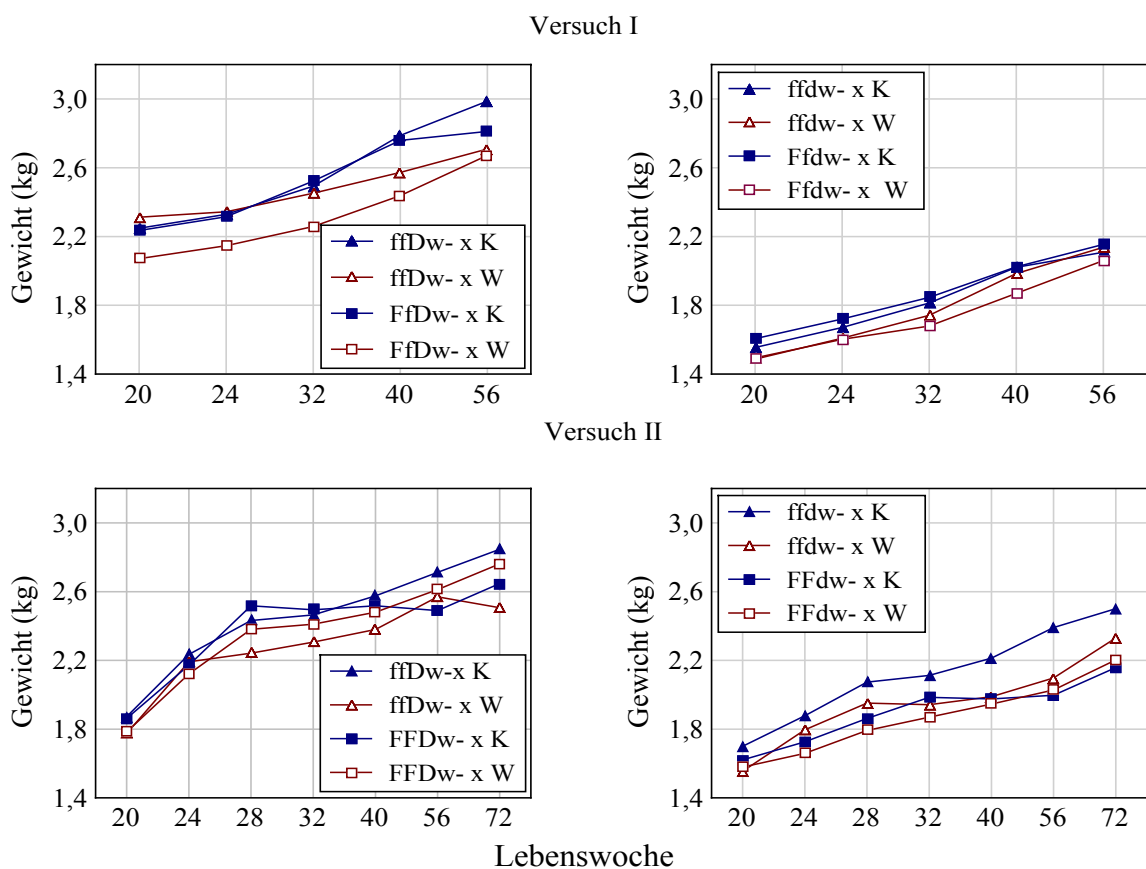 Versuch I
Gewicht (kg)
3,0
2,6
2,2
1,8
1,4
20 24 32 40 56
ffDw- x K
ffDw- x W
FfDw- x K
FfDw- x W
Gewicht (kg)
3,0
2,6
2,2
1,8
1,4
20 24 32 40 56
ffdw- x K
ffdw- x W
Ffdw- x K
Ffdw- x  W
Versuch II
Gewicht (kg)
3,0
2,6
2,2
1,8
1,4
20 24 28 32 40 56 72
ffDw-x K
ffDw- x W
FFDw- x K
FFDw- x W
Gewicht (kg)
3,0
2,6
2,2
1,8
1,4
20 24 28 32 40 56 72
ffdw- x K
ffdw- x W
FFdw- x K
FFdw- x W
Lebenswoche